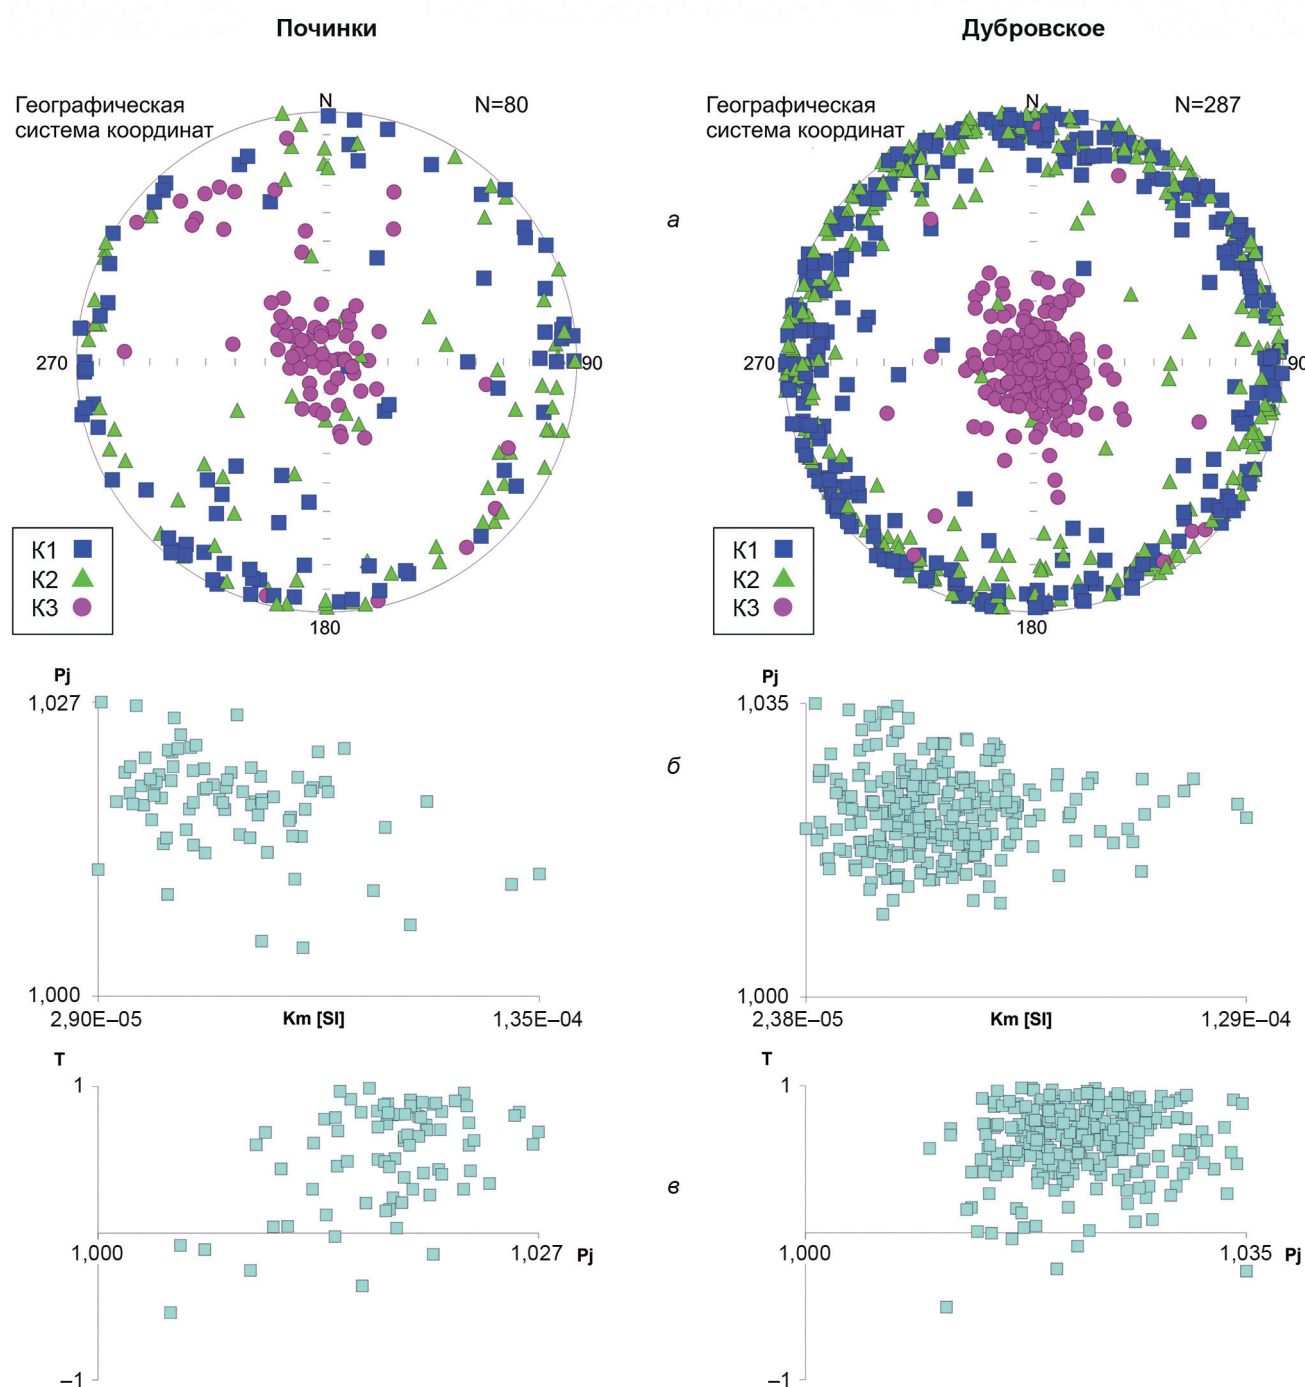 Починки
Дубровское
Географическая
система координат
N
N=80
Географическая
система координат
N
N=287
а
270
90
270
90
К1
К2
К3
180
К1
К2
К3
180
Pj
1,027
Pj
1,035
б
1,000
2,90E–05
Km [SI]
1,35E–04
1,000
2,38E–05
Km [SI]
1,29E–04
T
1
T
1
в
1,000
1,027
Pj
1,000
1,035
Pj
–1
–1